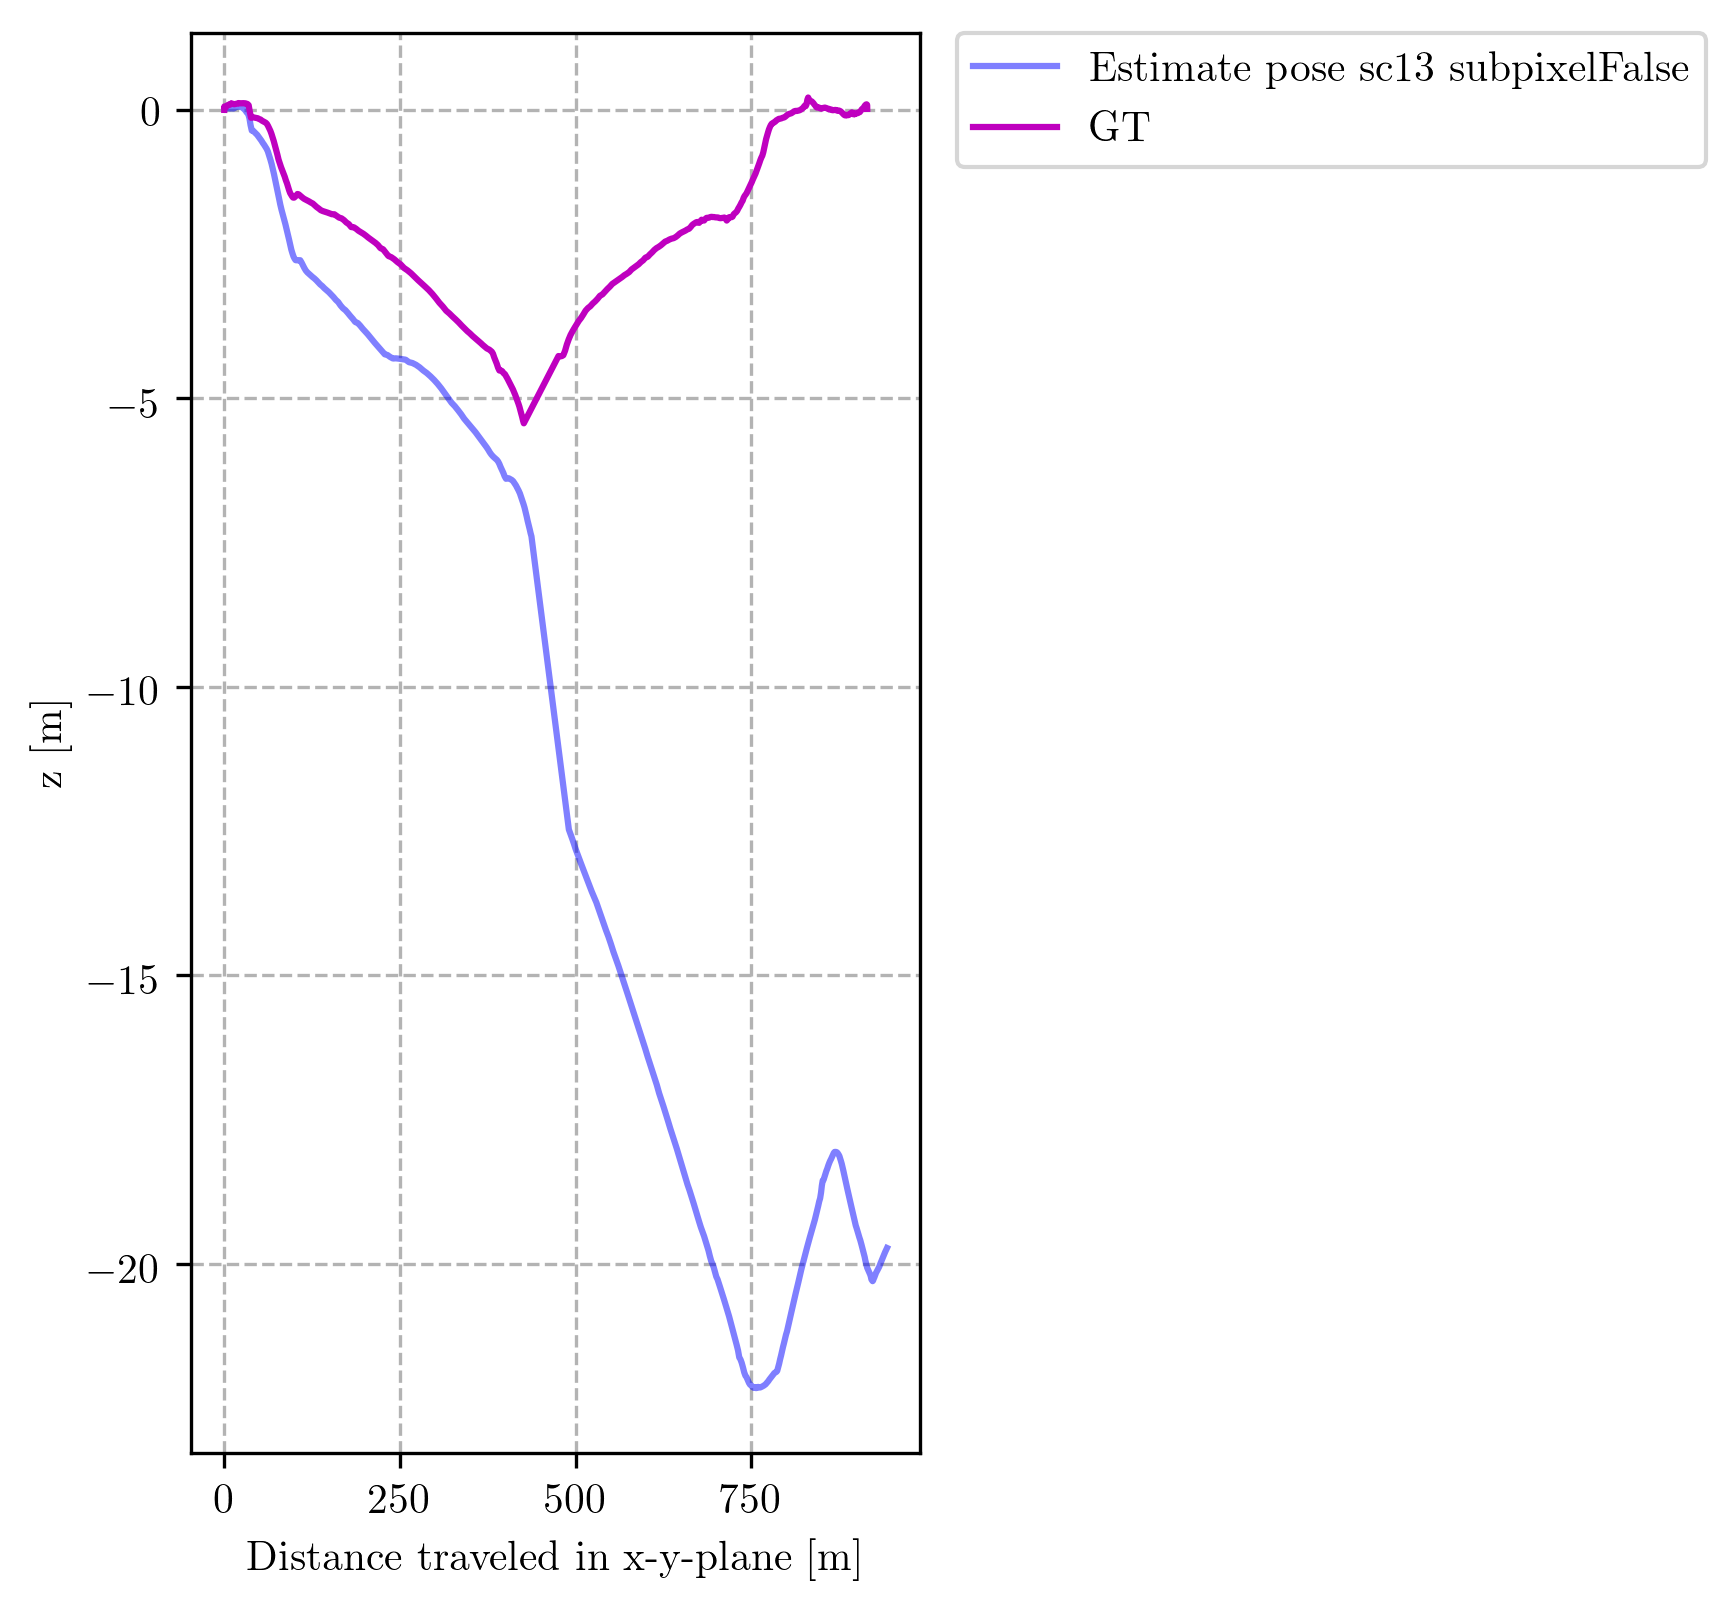 Estimate pose sc13 subpixelFalse
GT
0
−5
−10
−15
−20
z [m]
0 250 500 750
Distance traveled in x-y-plane [m]